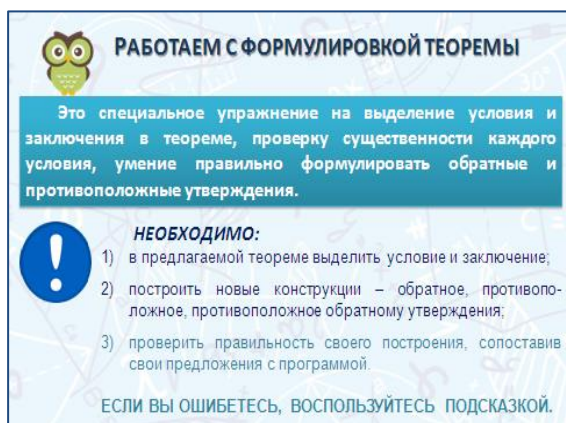 РАБОТАЕМ С ФОРМУЛИРОВКОЙ ТЕОРЕМЫ
Это специальное упражнение на выделение условия и
заключения в теореме, проверку существенности каждого
условия, умение правильно формулировать обратные и
противоположные утверждения.
НЕОБХОДИМО:
1) в предлагаемой теореме выделить условие и заключение;
2) построить новые конструкции – обратное, противопо-
ложное, противоположное обратному утверждения;
3) проверить правильность своего построения, сопоставив
свои предложения с программой.
ЕСЛИ ВЫ ОШИБЕТЕСЬ, ВОСПОЛЬЗУЙТЕСЬ ПОДСКАЗКОЙ.